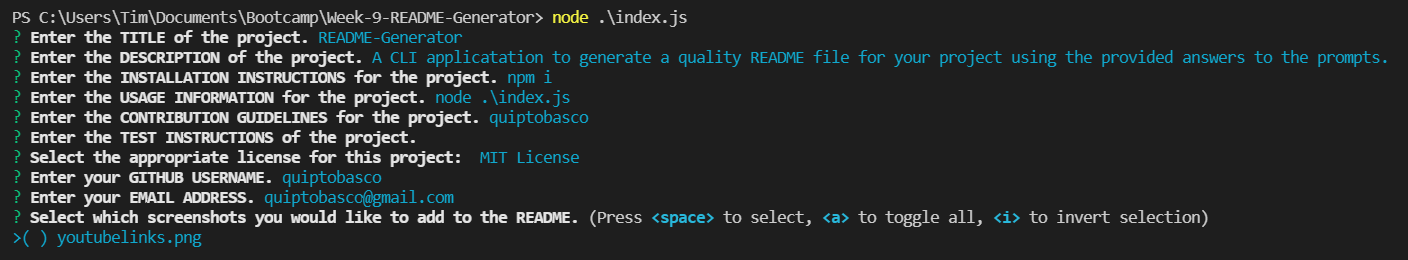 PS C:\Users\Tim\Documents\Bootcamp\Week-9-README-Generator> node .\index.js
? Enter the TITLE of the project. README-Generator
? Enter the DESCRIPTION of the project. A CLI applicatation to generate a quality README file for your project using the provided answers to the prompts.
? Enter the INSTALLATION INSTRUCTIONS for the project. npm i
? Enter the USAGE INFORMATION for the project. node .\index.js
? Enter the CONTRIBUTION GUIDELINES for the project. quiptobasco
? Enter the TEST INSTRUCTIONS of the project.
? Select the appropriate license for this project:  MIT License
? Enter your GITHUB USERNAME. quiptobasco
? Enter your EMAIL ADDRESS. quiptobasco@gmail.com
? Select which screenshots you would like to add to the README. (Press <space> to select, <a> to toggle all, <i> to invert selection)
>( ) youtubelinks.png